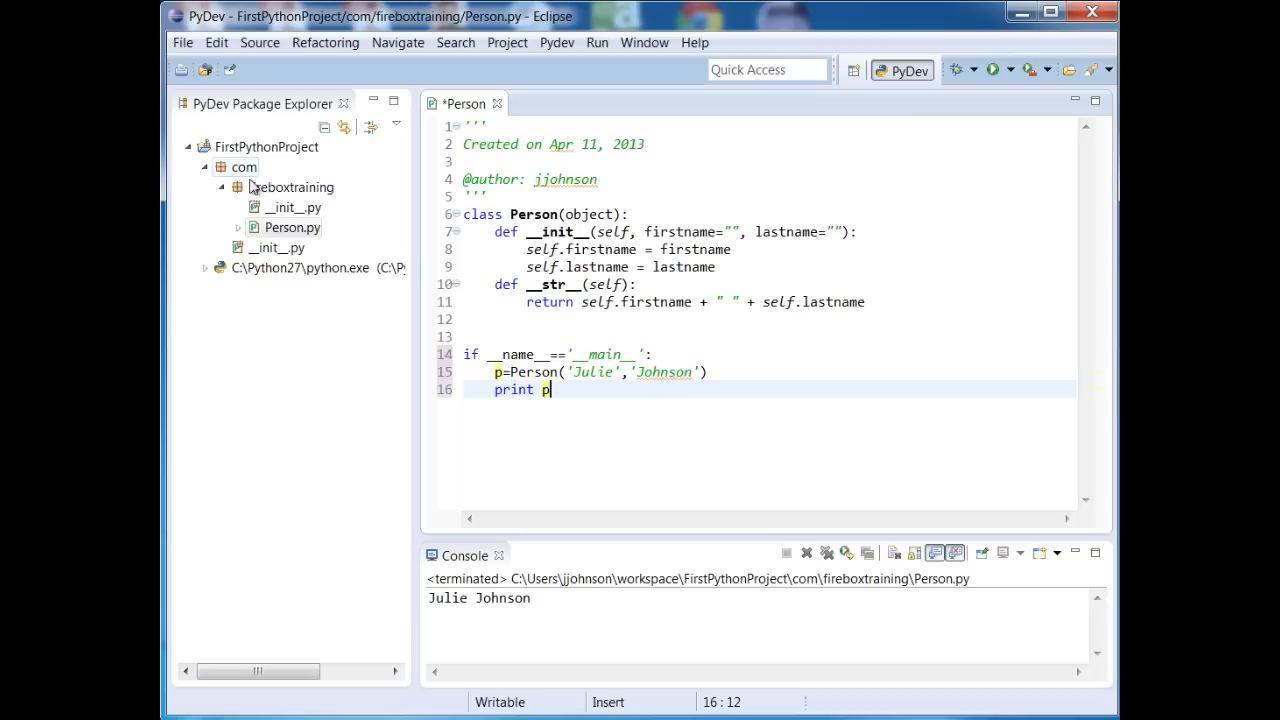 PyDev - FirstPythonProject/com/fireboxtraining/Person.py - Eclipse
File Edit Source Refactoring Navigate Search Project Pydev Run Window Help
Quick Access
PyDev
PyDev Package Explorer
FirstPythonProject
com
fireboxtraining
__init__.py
Person.py
__init__.py
C:\Python27\python.exe (C:\Py
*Person
1 '''
2 Created on Apr 11, 2013
3
4 @author: jjohnson
5 '''
6 class Person(object):
7 def __init__(self, firstname="", lastname=""):
8 self.firstname = firstname
9 self.lastname = lastname
10 def __str__(self):
11 return self.firstname + " " + self.lastname
12
13
14 if __name__=='__main__':
15 p=Person('Julie','Johnson')
16 print p
Console
<terminated> C:\Users\jjohnson\workspace\FirstPythonProject\com\fireboxtraining\Person.py
Julie Johnson
Writable Insert 16 : 12